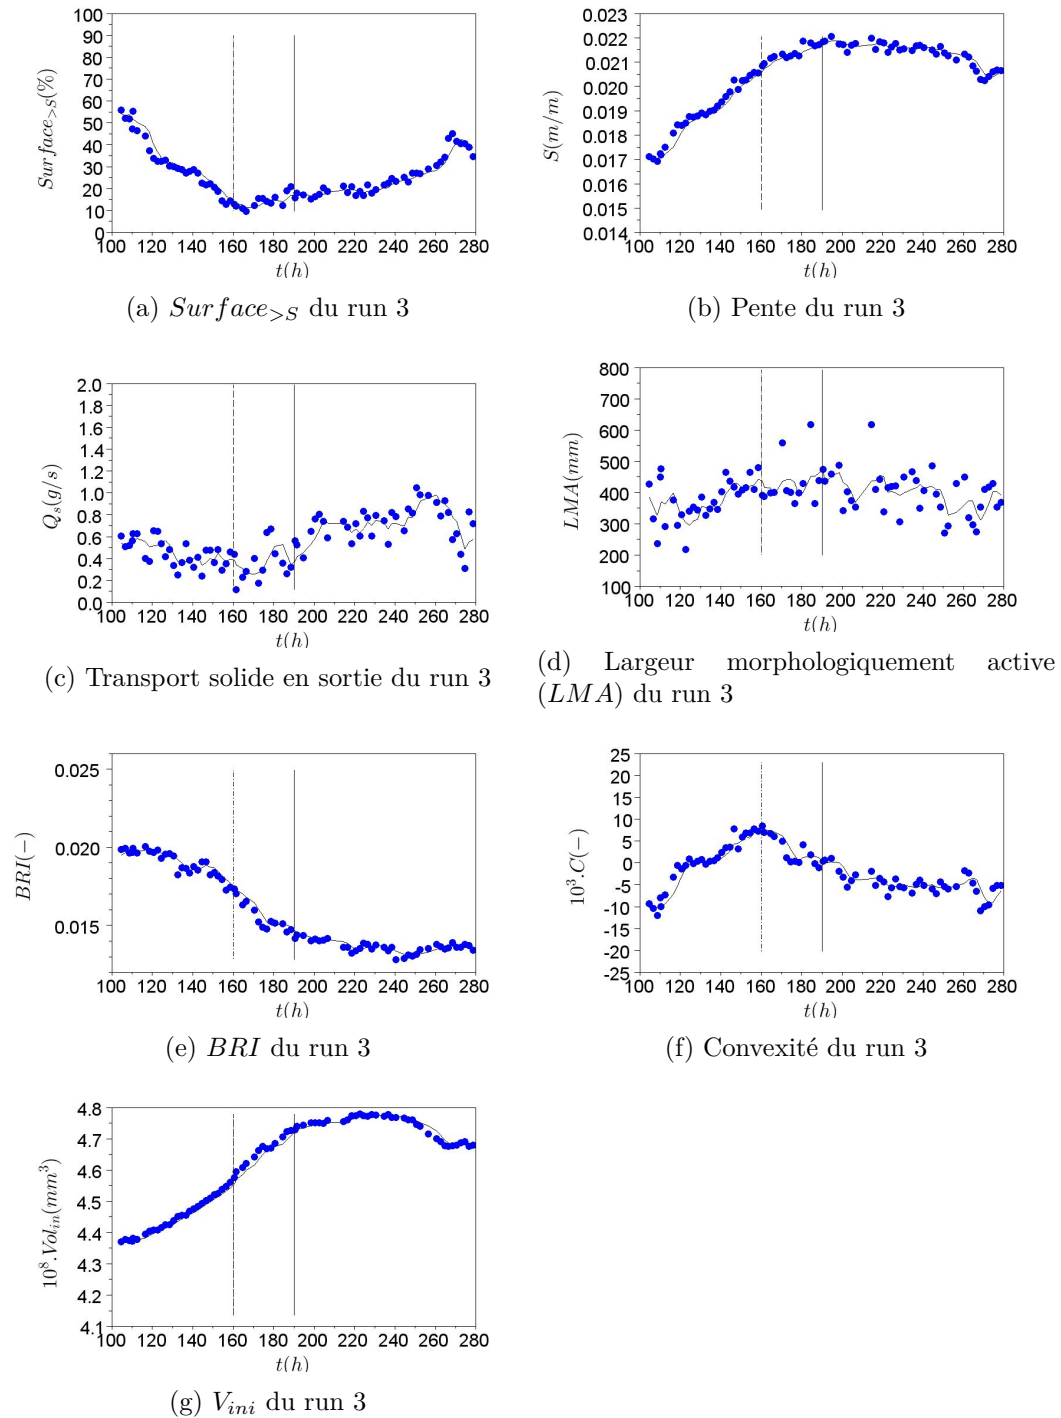 100
90
80
70
60
50
40
30
20
10
0
Surface>S(%)
100 120 140 160 180 200 220 240 260 280
t(h)
(a) Surface>S du run 3
0.023
0.022
0.021
0.020
0.019
0.018
0.017
0.016
0.015
0.014
S(m/m)
100 120 140 160 180 200 220 240 260 280
t(h)
(b) Pente du run 3
2.0
1.8
1.6
1.4
1.2
1.0
0.8
0.6
0.4
0.2
0.0
Qs(g/s)
100 120 140 160 180 200 220 240 260 280
t(h)
(c) Transport solide en sortie du run 3
800
700
600
500
400
300
200
100
LMA(mm)
100 120 140 160 180 200 220 240 260 280
t(h)
(d) Largeur morphologiquement active
(LMA) du run 3
0.025
0.020
0.015
BRI(−)
100 120 140 160 180 200 220 240 260 280
t(h)
(e) BRI du run 3
25
20
15
10
5
0
-5
-10
-15
-20
-25
10³.C(−)
100 120 140 160 180 200 220 240 260 280
t(h)
(f) Convexité du run 3
4.8
4.7
4.6
4.5
4.4
4.3
4.2
4.1
10⁸.Volin(mm³)
100 120 140 160 180 200 220 240 260 280
t(h)
(g) Vini du run 3